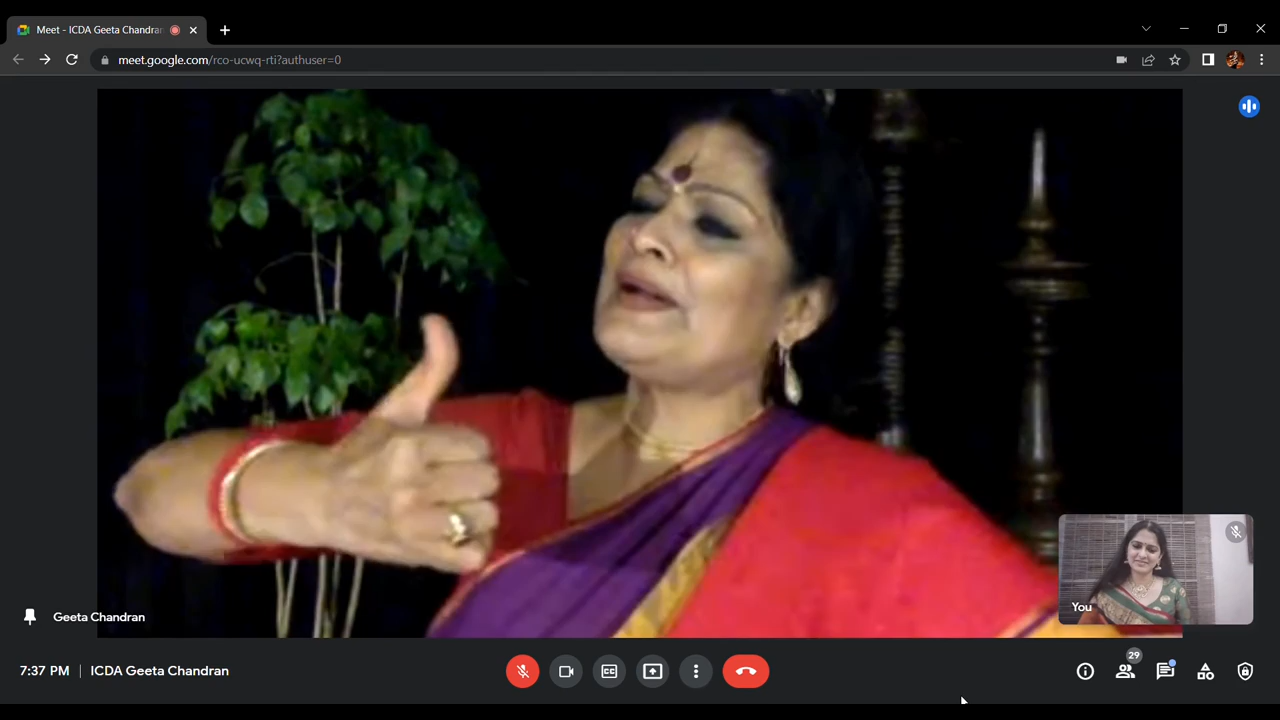 Meet - ICDA Geeta Chandran
meet.google.com/rco-ucwq-rti?authuser=0
You
Geeta Chandran
29
7:37 PM | ICDA Geeta Chandran
CC